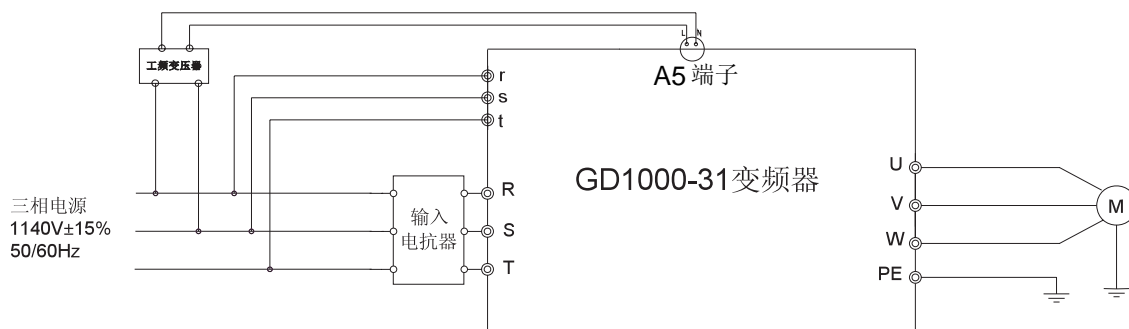 L N
工频变压器
A5 端子
r
s
t
三相电源
1140V±15%
50/60Hz
输入
电抗器
R
S
T
GD1000-31变频器
U
V
W
PE
M